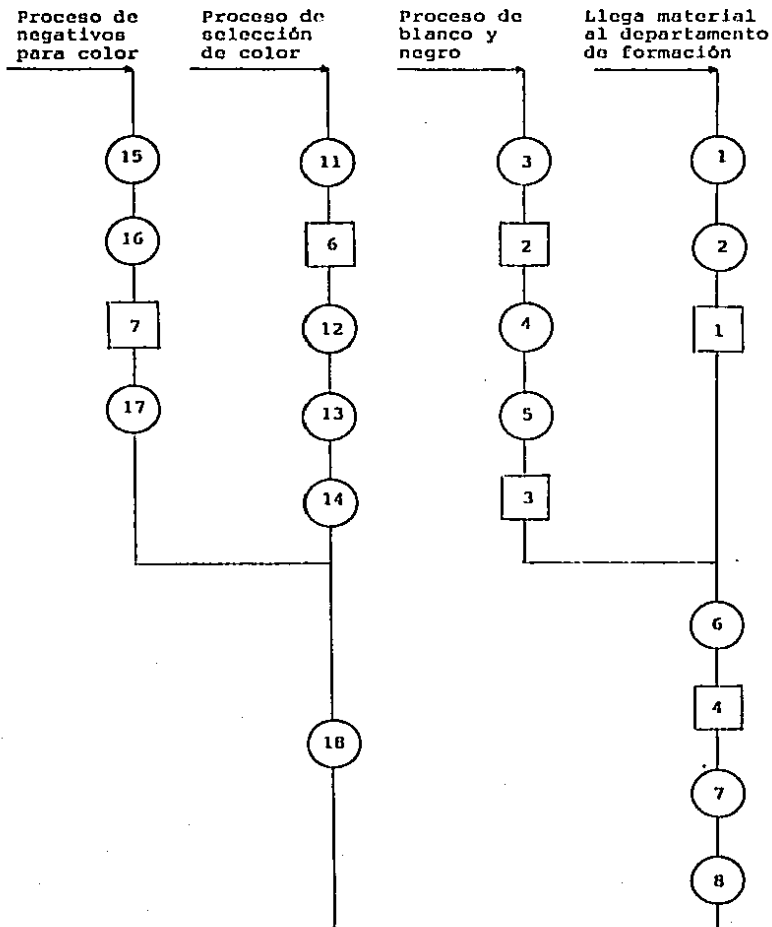 Proceso de
negativos
para color
Proceso de
selección
de color
Proceso de
blanco y
negro
Llega material
al departamento
de formación
15
11
3
1
16
6
2
2
7
12
4
1
17
13
5
14
3
6
4
18
7
8